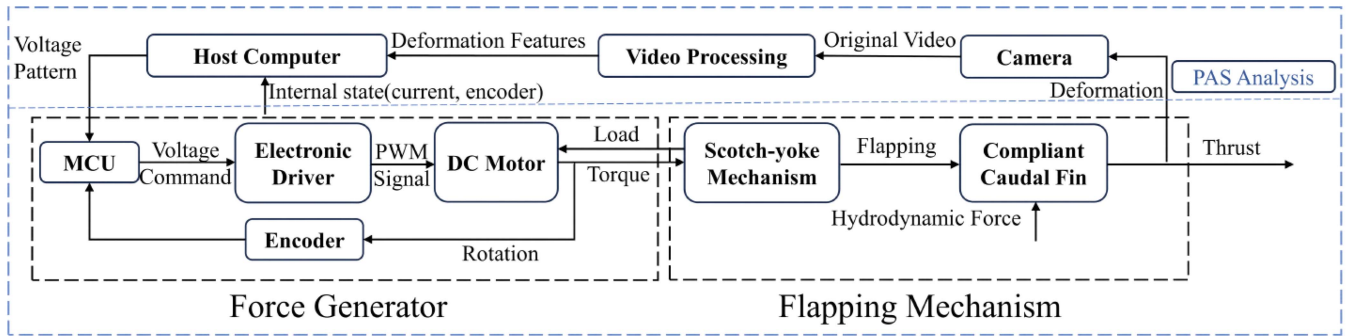 Voltage
Pattern
Host Computer
Deformation Features
Video Processing
Original Video
Camera
Deformation
PAS Analysis
Internal state(current, encoder)
MCU
Voltage
Command
Electronic
Driver
PWM
Signal
DC Motor
Load
Torque
Scotch-yoke
Mechanism
Flapping
Compliant
Caudal Fin
Thrust
Hydrodynamic Force
Encoder
Rotation
Force Generator
Flapping Mechanism